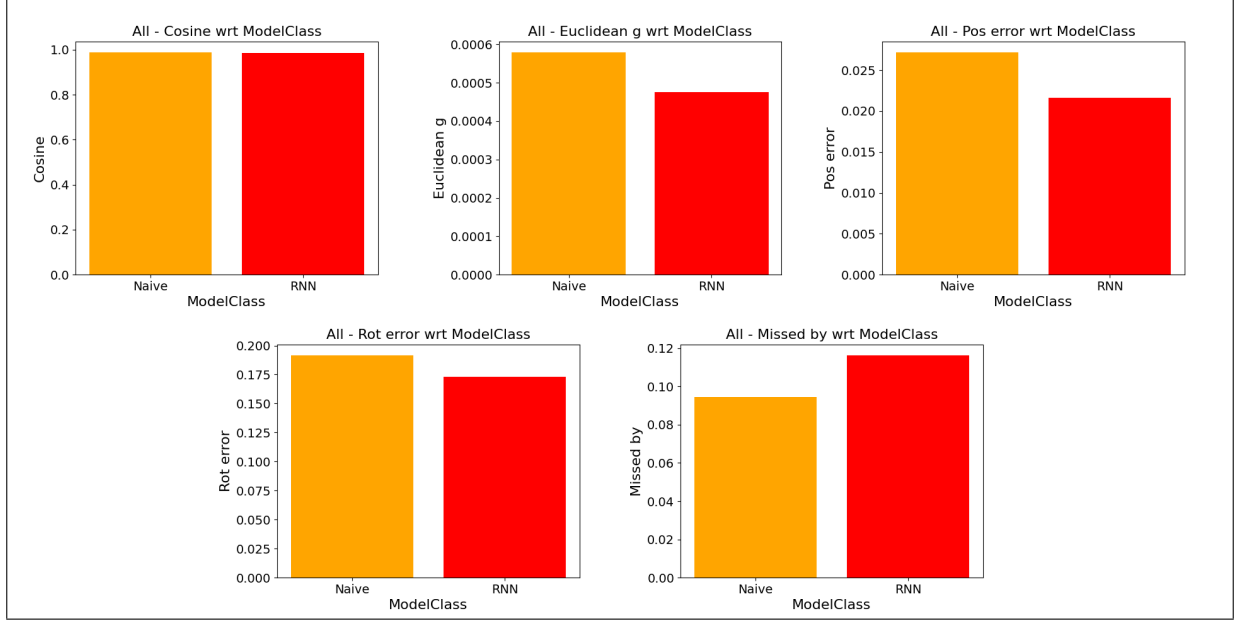 All - Cosine wrt ModelClass
1.0
0.8
0.6
0.4
0.2
0.0
Cosine
Naive
RNN
ModelClass
All - Euclidean g wrt ModelClass
0.0006
0.0005
0.0004
0.0003
0.0002
0.0001
0.0000
Euclidean g
Naive
RNN
ModelClass
All - Pos error wrt ModelClass
0.025
0.020
0.015
0.010
0.005
0.000
Pos error
Naive
RNN
ModelClass
All - Rot error wrt ModelClass
0.200
0.175
0.150
0.125
0.100
0.075
0.050
0.025
0.000
Rot error
Naive
RNN
ModelClass
All - Missed by wrt ModelClass
0.12
0.10
0.08
0.06
0.04
0.02
0.00
Missed by
Naive
RNN
ModelClass